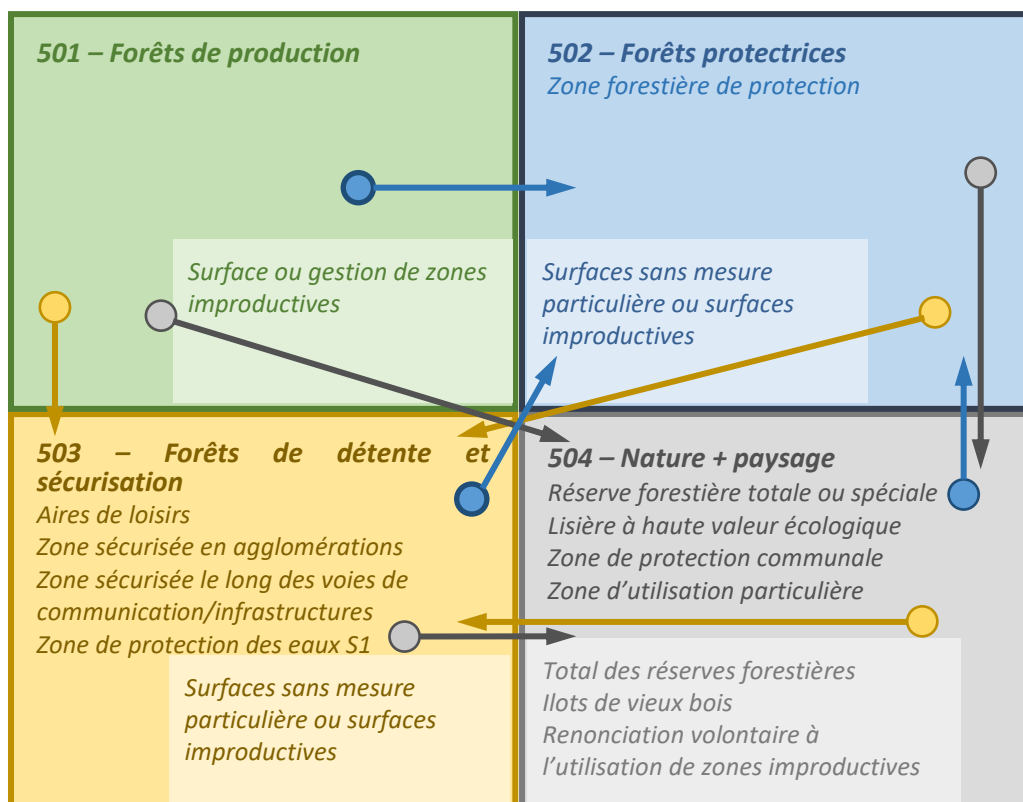 501 – Forêts de production
Surface ou gestion de zones
improductives
502 – Forêts protectrices
Zone forestière de protection
Surfaces sans mesure
particulière ou surfaces
improductives
503 – Forêts de détente et
sécurisation
Aires de loisirs
Zone sécurisée en agglomérations
Zone sécurisée le long des voies de
communication/infrastructures
Zone de protection des eaux S1
Surfaces sans mesure
particulière ou surfaces
improductives
504 – Nature + paysage
Réserve forestière totale ou spéciale
Lisière à haute valeur écologique
Zone de protection communale
Zone d’utilisation particulière
Total des réserves forestières
Ilots de vieux bois
Renonciation volontaire à
l’utilisation de zones improductives